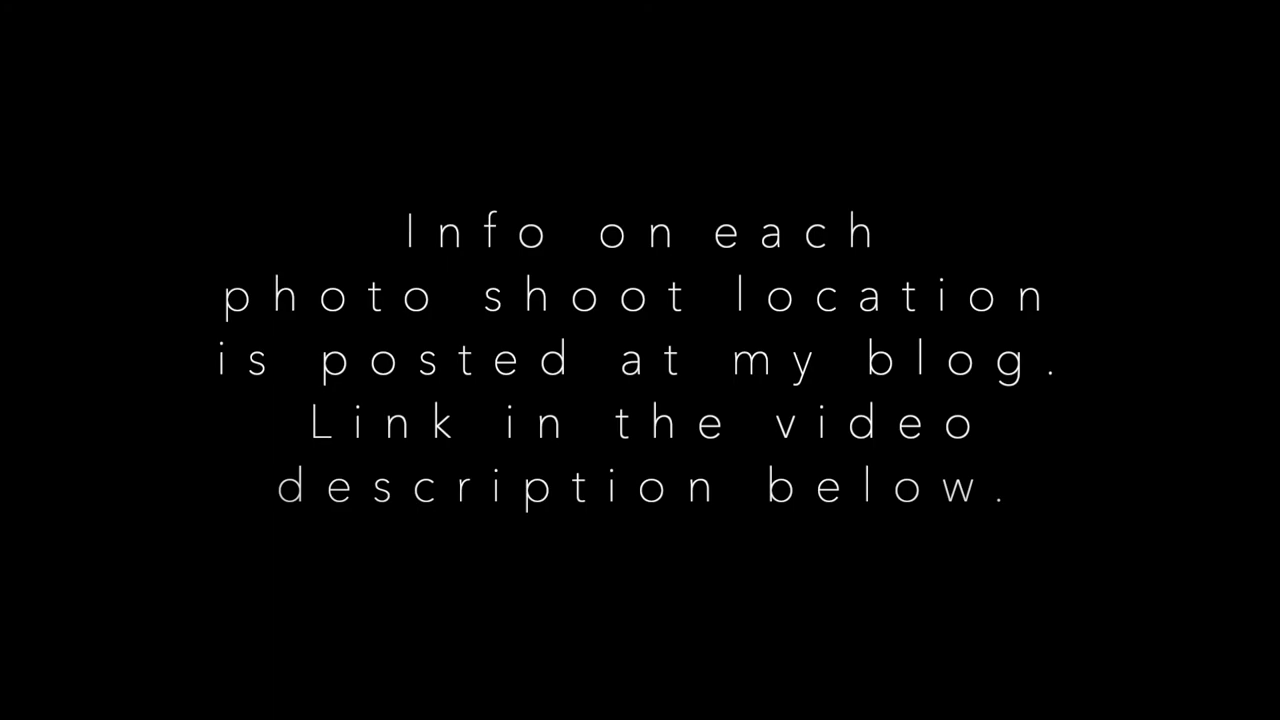 Info on each
photo shoot location
is posted at my blog.
Link in the video
description below.